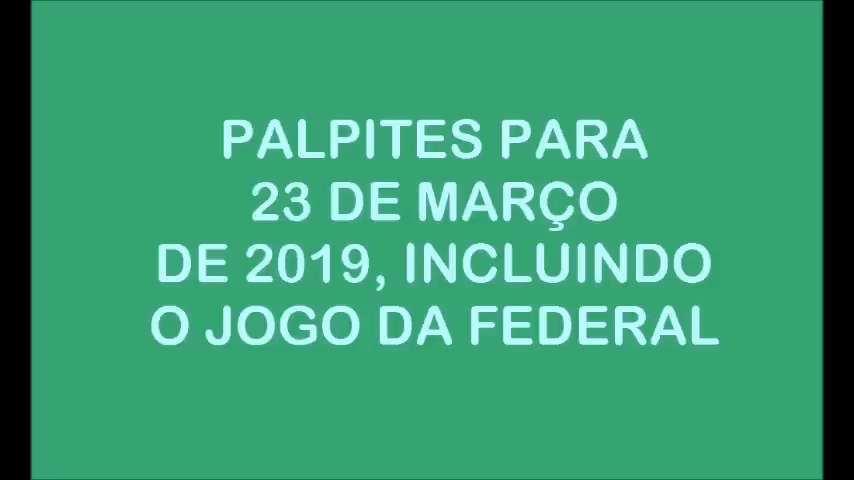 PALPITES PARA
23 DE MARÇO
DE 2019, INCLUINDO
O JOGO DA FEDERAL